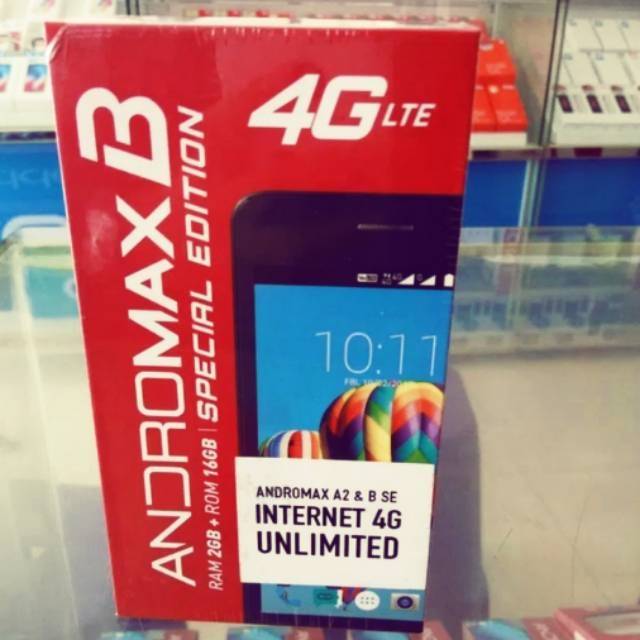 4G LTE
ANDROMAX B
SPECIAL EDITION
RAM 2GB + ROM 16GB
10:11
ANDROMAX A2 & B SE
INTERNET 4G
UNLIMITED